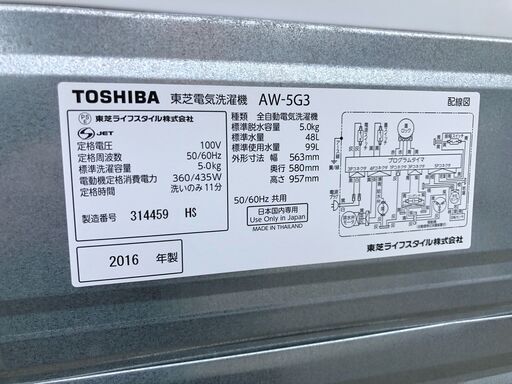 TOSHIBA 東芝電気洗濯機 AW-5G3
配線図
PS E
東芝ライフスタイル株式会社
S JET
定格電圧 100V
定格周波数 50/60Hz
標準洗濯容量 5.0kg
電動機定格消費電力 360/435W
定格時間 洗いのみ11分
製造番号 314459 HS
2016 年製
種類 全自動電気洗濯機
標準脱水容量 5.0kg
標準水量 48L
標準使用水量 99L
外形寸法 幅 563mm
奥行 580mm
高さ 957mm
50/60Hz 共用
日本国内専用
Use Only in Japan
MADE IN THAILAND
プログラムタイマ
東芝ライフスタイル株式会社